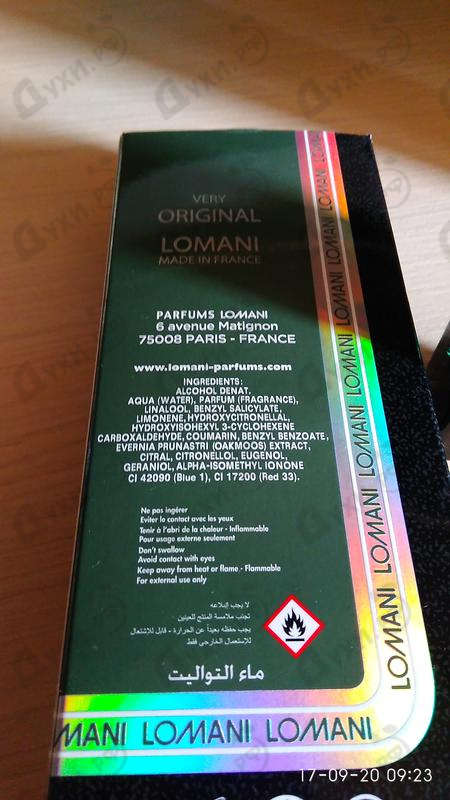 VERY
ORIGINAL
LOMANI
MADE IN FRANCE
PARFUMS LOMANI
6 avenue Matignon
75008 PARIS - FRANCE
www.lomani-parfums.com
INGREDIENTS:
ALCOHOL DENAT.
AQUA (WATER), PARFUM (FRAGRANCE),
LINALOOL, BENZYL SALICYLATE,
LIMONENE, HYDROXYCITRONELLAL,
HYDROXYISOHEXYL 3-CYCLOHEXENE
CARBOXALDEHYDE, COUMARIN, BENZYL BENZOATE,
EVERNIA PRUNASTRI (OAKMOOS) EXTRACT,
CITRAL, CITRONELLOL, EUGENOL,
GERANIOL, ALPHA-ISOMETHYL IONONE
CI 42090 (Blue 1), CI 17200 (Red 33).
Ne pas ingérer
Eviter le contact avec les yeux
Tenir à l'abri de la chaleur - Inflammable
Pour usage externe seulement
Don't swallow
Avoid contact with eyes
Keep away from heat or flame - Flammable
For external use only
لا يجب إبتلاعه
تجنب ملامسة المنتج للعينين
يجب حفظه بعيداً عن الحرارة - قابل للاشتعال
للإستعمال الخارجي فقط
ماء التواليت
LOMANI LOMANI LOMANI LOMANI LOMANI LOMANI
MANI LOMANI LOMANI
17-09-20 09:23
Духи.рф